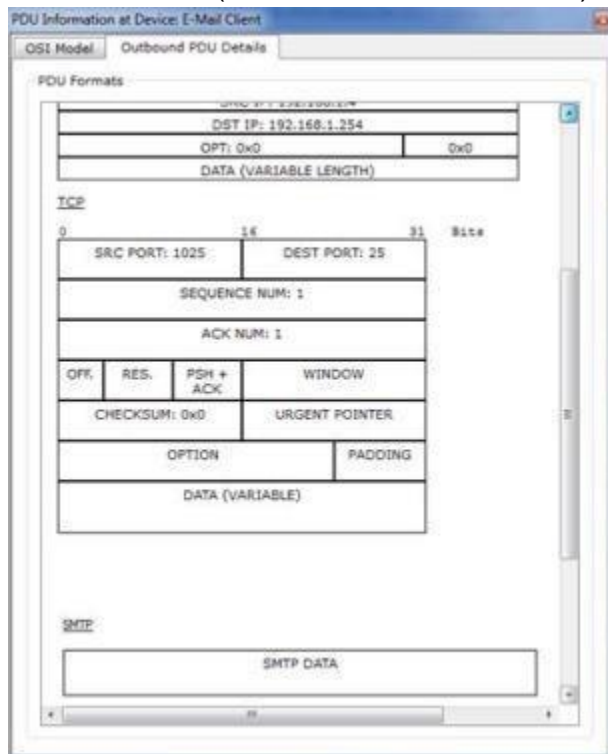 PDU Information at Device: E-Mail Client
OSI Model Outbound PDU Details
PDU Formats
DST IP: 192.168.1.254
OPT: 0x0 0x0
DATA (VARIABLE LENGTH)
TCP
0 16 31 Bits
SRC PORT: 1025 DEST PORT: 25
SEQUENCE NUM: 1
ACK NUM: 1
OFF. RES. PSH + ACK WINDOW
CHECKSUM: 0x0 URGENT POINTER
OPTION PADDING
DATA (VARIABLE)
SMTP
SMTP DATA